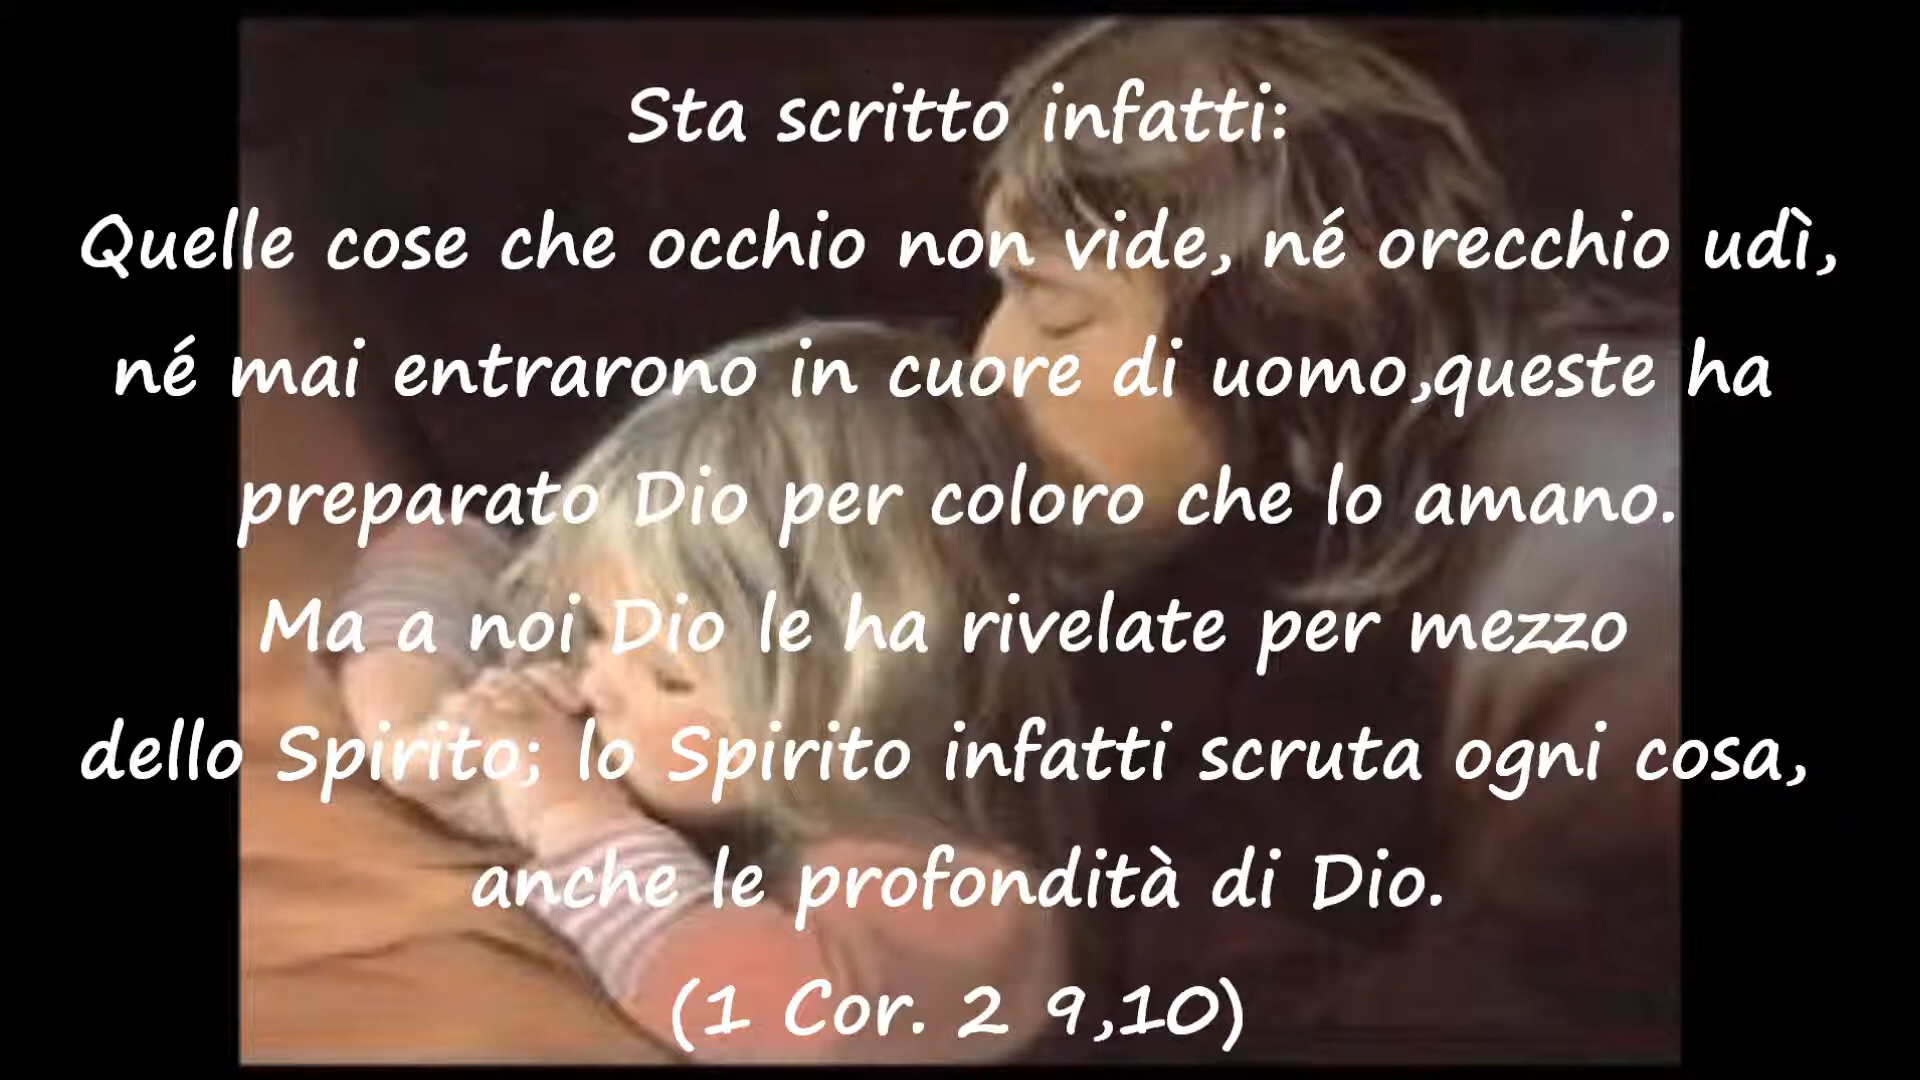 Sta scritto infatti:
Quelle cose che occhio non vide, né orecchio udì,
né mai entrarono in cuore di uomo,queste ha
preparato Dio per coloro che lo amano.
Ma a noi Dio le ha rivelate per mezzo
dello Spirito; lo Spirito infatti scruta ogni cosa,
anche le profondità di Dio.
(1 Cor. 2 9,10)